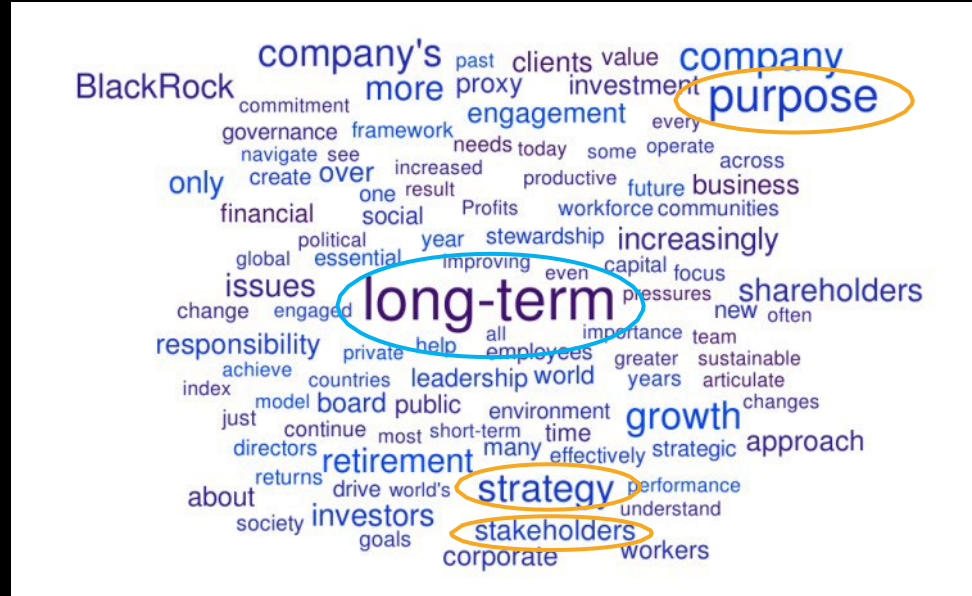 company's past clients value company
BlackRock more proxy investment purpose
commitment engagement every
governance framework needs today some operate
navigate see increased across
only create over one result productive future business
financial social Profits workforce communities
political year stewardship increasingly
global essential improving even capital focus
issues long-term pressures shareholders
change engaged new often
responsibility private help all employees importance team
achieve greater sustainable
index countries leadership world years articulate
model board public environment growth changes
just continue most short-term time
directors retirement many effectively strategic approach
returns drive world's strategy performance
about understand
society investors stakeholders
goals corporate workers